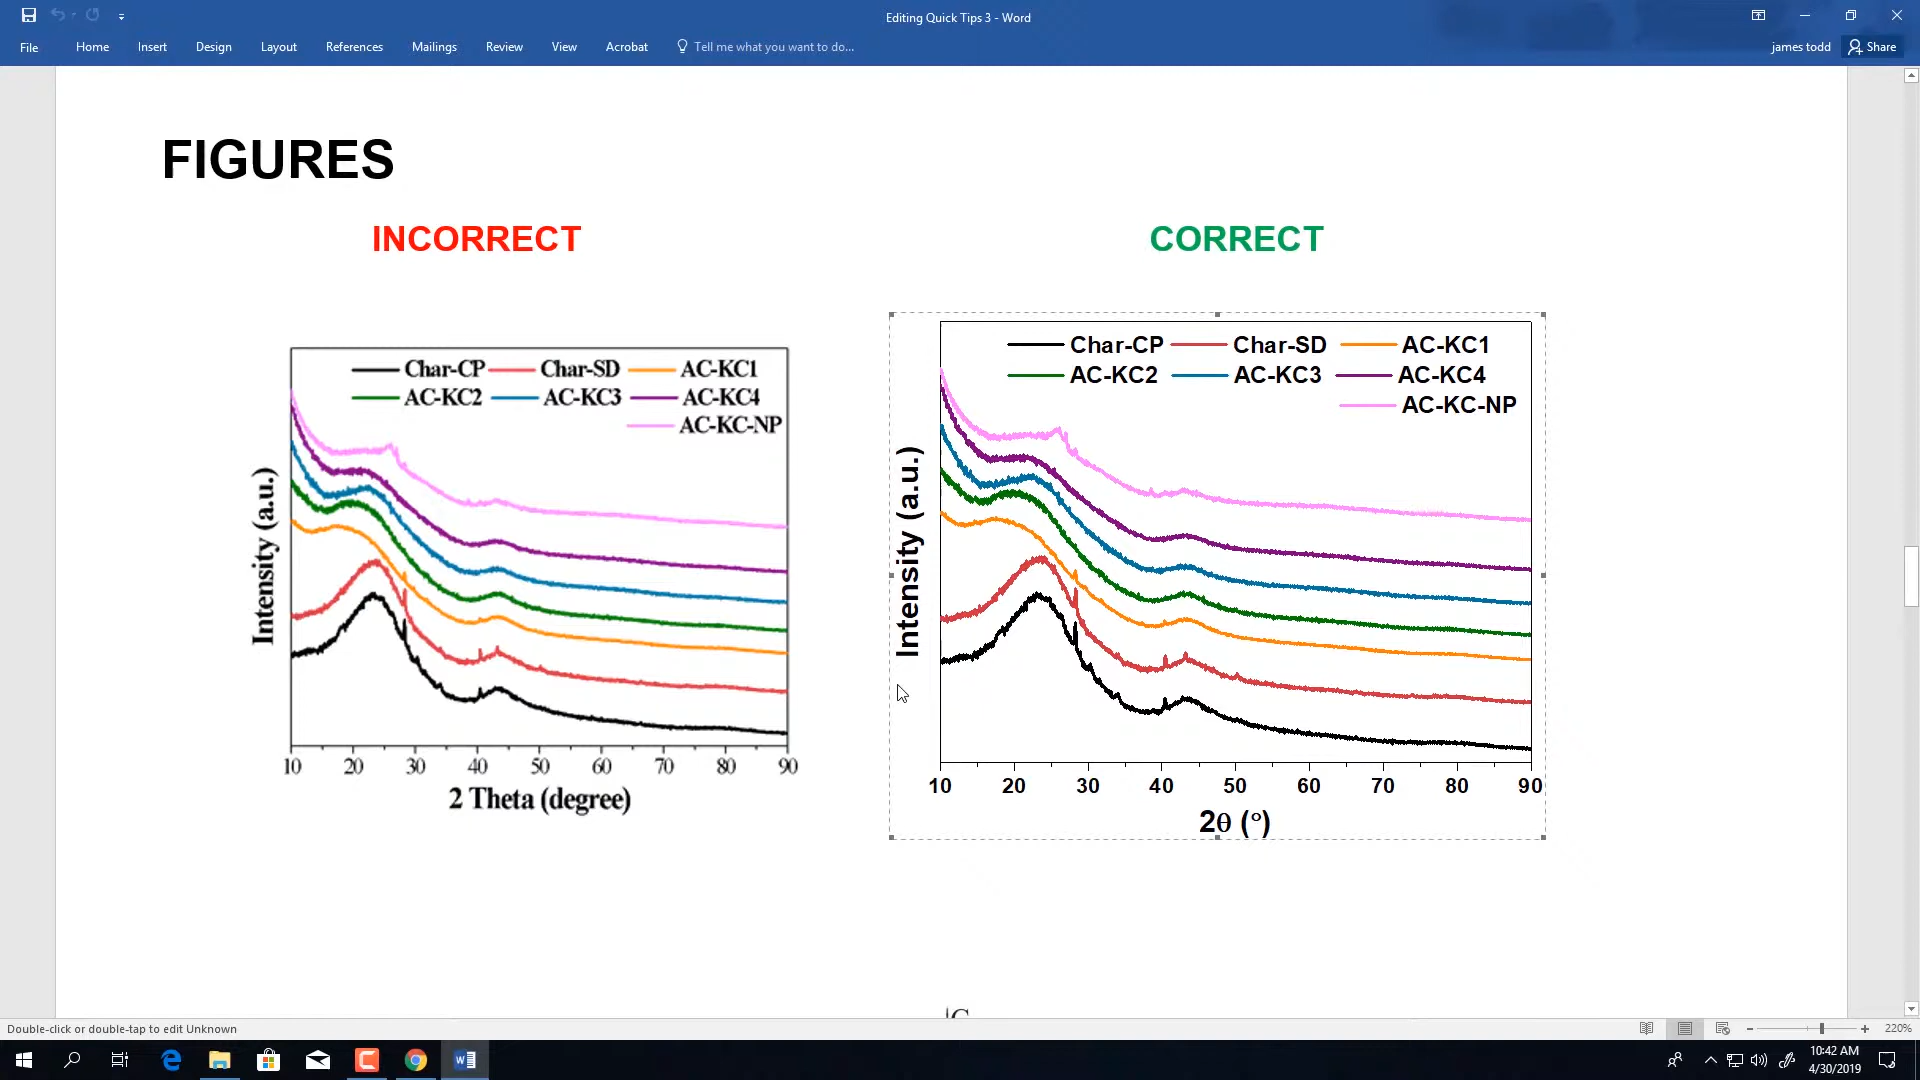 Editing Quick Tips 3 - Word
File Home Insert Design Layout References Mailings Review View Acrobat Tell me what you want to do... james todd Share
FIGURES
INCORRECT
CORRECT
Char-CP Char-SD AC-KC1
AC-KC2 AC-KC3 AC-KC4
AC-KC-NP
Intensity (a.u.)
10 20 30 40 50 60 70 80 90
2 Theta (degree)
Char-CP Char-SD AC-KC1
AC-KC2 AC-KC3 AC-KC4
AC-KC-NP
Intensity (a.u.)
10 20 30 40 50 60 70 80 90
2θ (°)
Double-click or double-tap to edit Unknown
220%
10:42 AM
4/30/2019